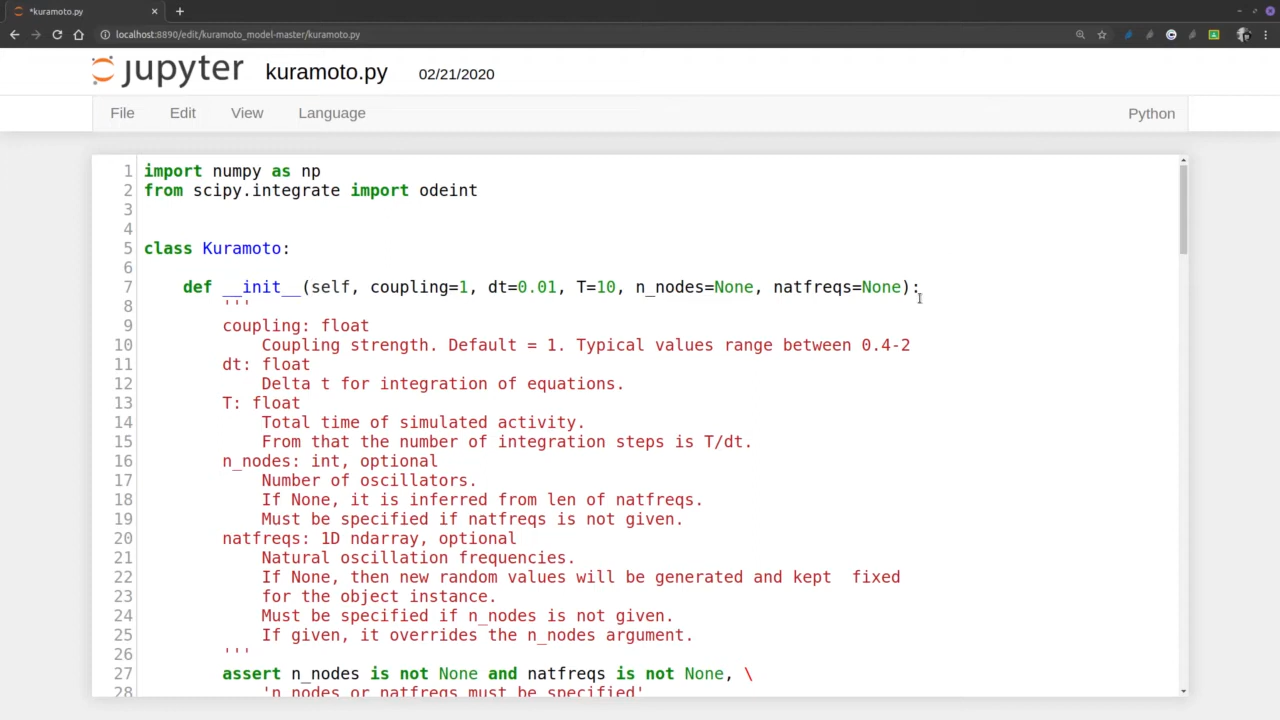 *kuramoto.py
localhost:8890/edit/kuramoto_model-master/kuramoto.py
jupyter kuramoto.py 02/21/2020
File Edit View Language Python
1 import numpy as np
2 from scipy.integrate import odeint
3
4
5 class Kuramoto:
6
7 def __init__(self, coupling=1, dt=0.01, T=10, n_nodes=None, natfreqs=None):
8 '''
9 coupling: float
10 Coupling strength. Default = 1. Typical values range between 0.4-2
11 dt: float
12 Delta t for integration of equations.
13 T: float
14 Total time of simulated activity.
15 From that the number of integration steps is T/dt.
16 n_nodes: int, optional
17 Number of oscillators.
18 If None, it is inferred from len of natfreqs.
19 Must be specified if natfreqs is not given.
20 natfreqs: 1D ndarray, optional
21 Natural oscillation frequencies.
22 If None, then new random values will be generated and kept  fixed
23 for the object instance.
24 Must be specified if n_nodes is not given.
25 If given, it overrides the n_nodes argument.
26 '''
27 assert n_nodes is not None and natfreqs is not None, \
28 'n_nodes or natfreqs must be specified'